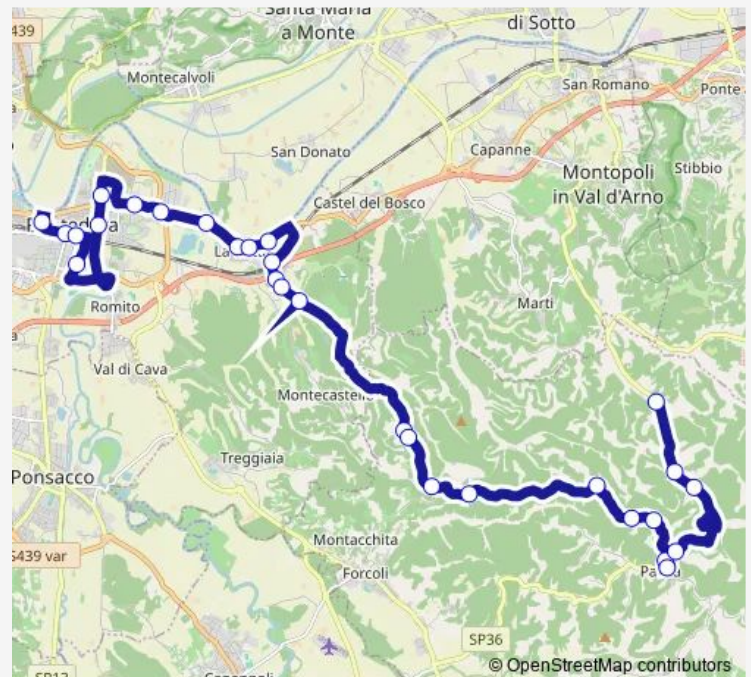 Santa Maria
a Monte
di Sotto
439
Montecalvoli
San Romano
Ponte
San Donato
Capanne
Montopoli
in Val d'Arno
Stibbio
Castel del Bosco
Romito
Marti
Val di Cava
Montecastello
Treggiaia
Ponsacco
Montacchita
Forcoli
S439 var
SP36
© OpenStreetMap contributors